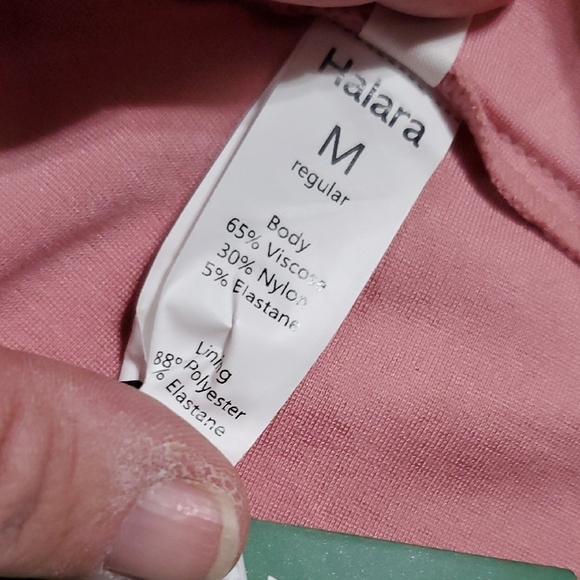 Halara
M
regular
Body
65% Viscose
30% Nylon
5% Elastane
Lining
88% Polyester
% Elastane